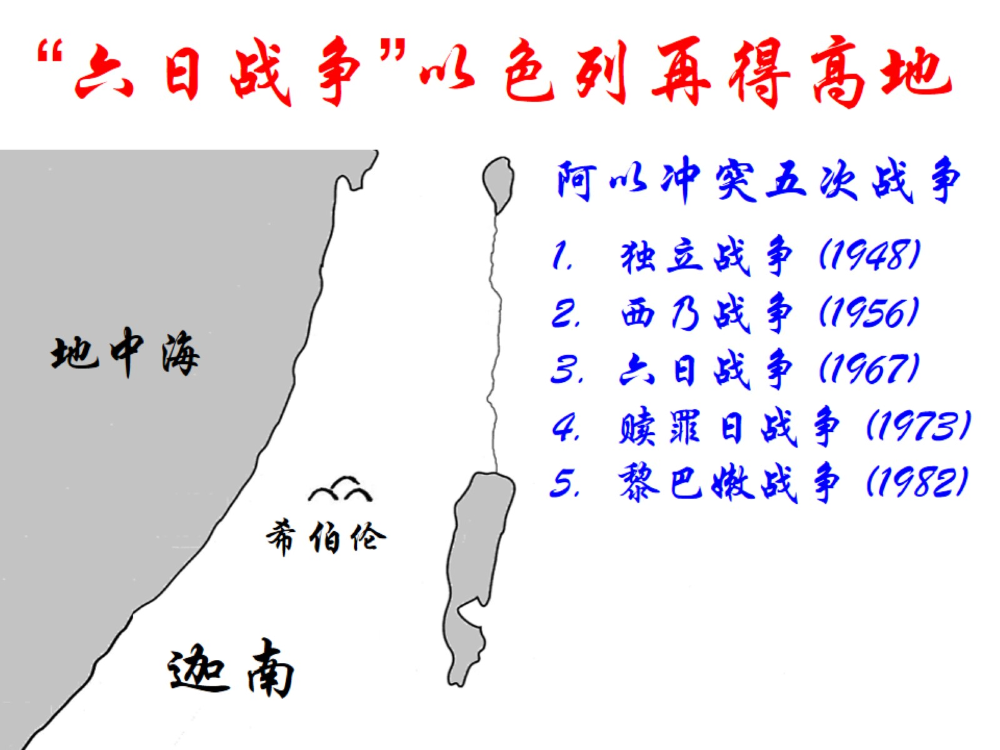 “六日战争”以色列再得高地
阿以冲突五次战争
1. 独立战争 (1948)
2. 西乃战争 (1956)
3. 六日战争 (1967)
4. 赎罪日战争 (1973)
5. 黎巴嫩战争 (1982)
地中海
希伯伦
迦南